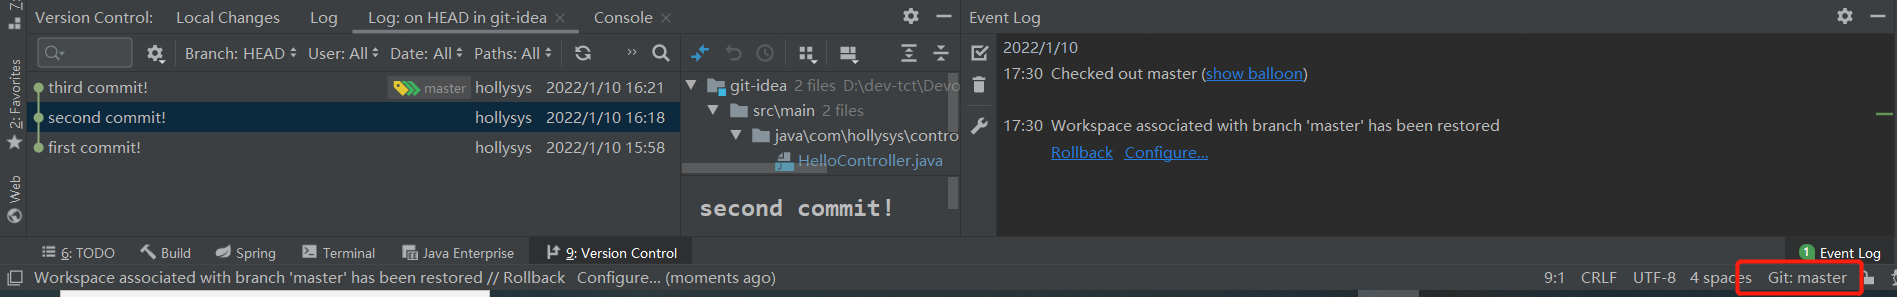 Version Control: Local Changes Log Log: on HEAD in git-idea Console
Event Log
Branch: HEAD User: All Date: All Paths: All
third commit! master hollysys 2022/1/10 16:21
second commit! hollysys 2022/1/10 16:18
first commit! hollysys 2022/1/10 15:58
git-idea 2 files D:\dev-tct\Devo
src\main 2 files
java\com\hollysys\contro
HelloController.java
second commit!
2022/1/10
17:30 Checked out master (show balloon)
17:30 Workspace associated with branch 'master' has been restored
Rollback Configure...
2: Favorites
Web
6: TODO Build Spring Terminal Java Enterprise 9: Version Control 1 Event Log
Workspace associated with branch 'master' has been restored // Rollback Configure... (moments ago) 9:1 CRLF UTF-8 4 spaces Git: master